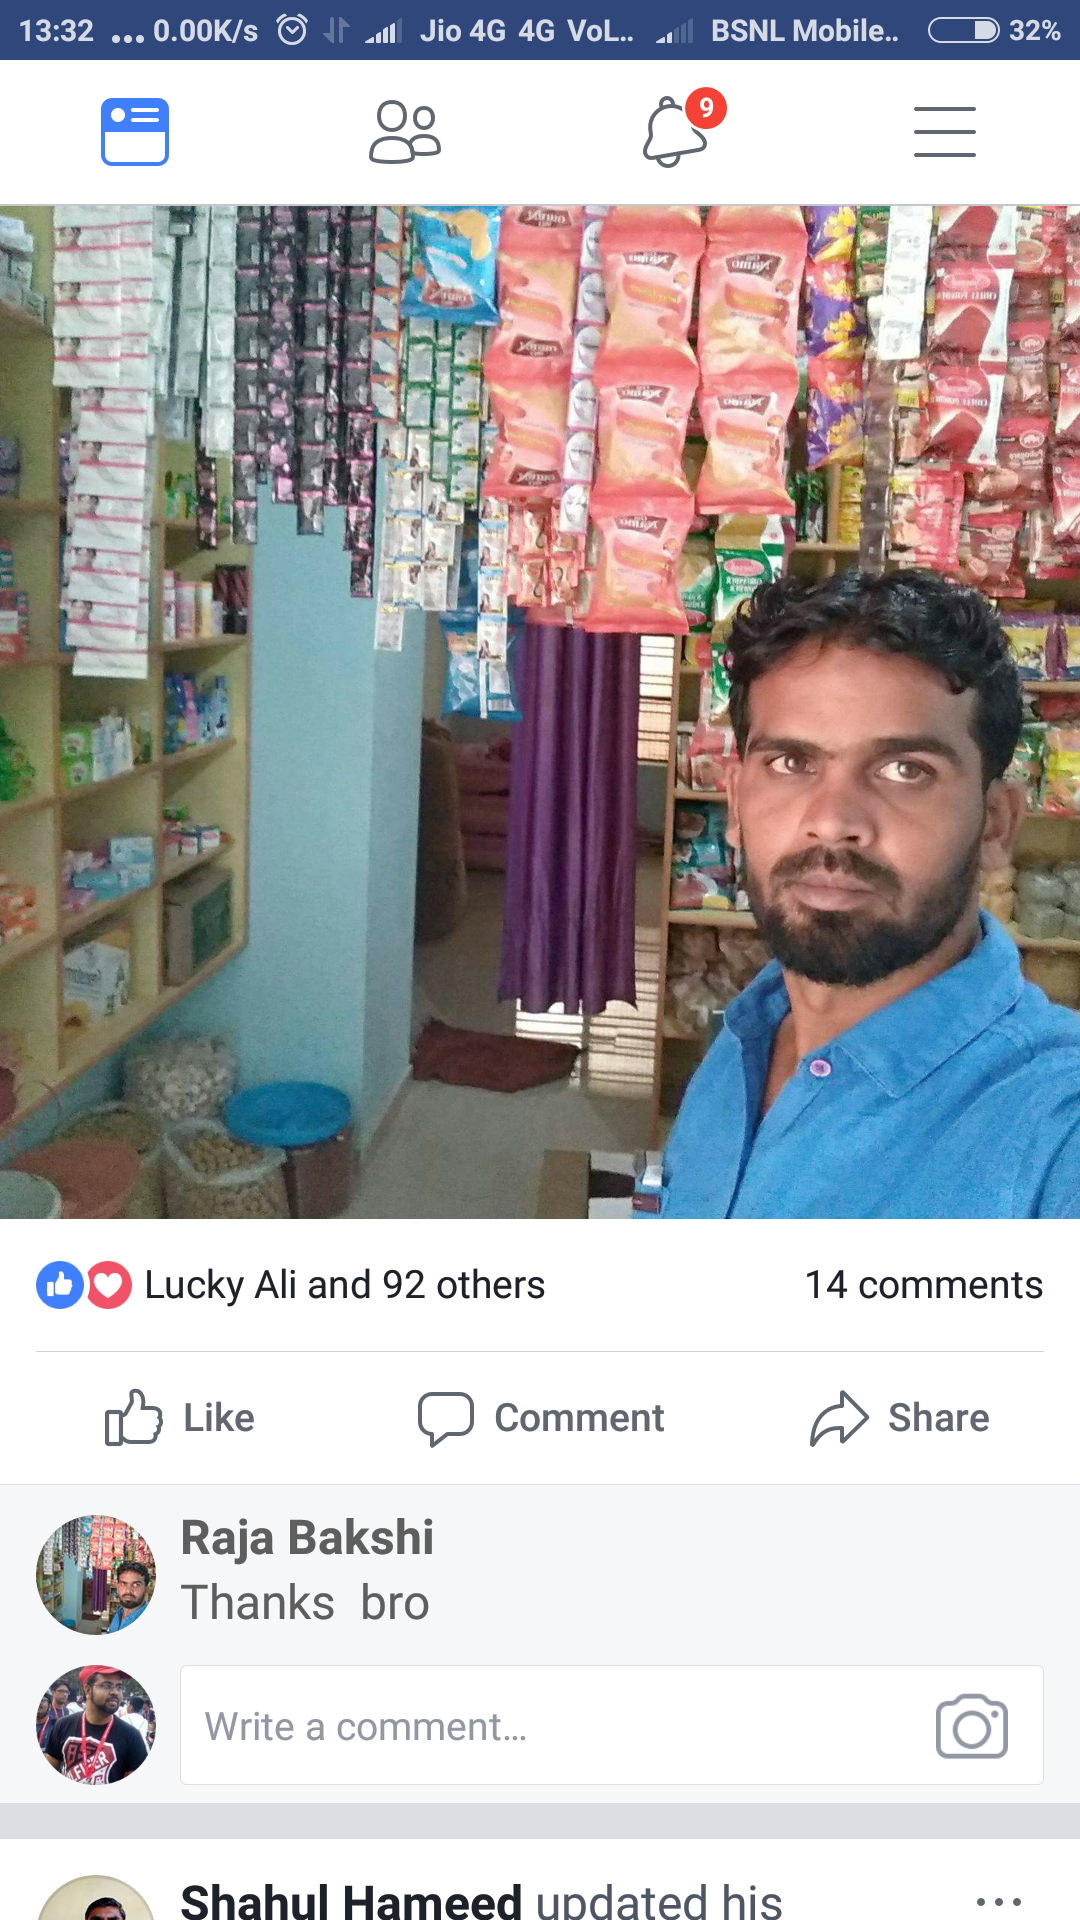 13:32 ... 0.00K/s Jio 4G 4G VoL.. BSNL Mobile.. 32%
9
Lucky Ali and 92 others 14 comments
Like Comment Share
Raja Bakshi
Thanks bro
Write a comment...
Shahul Hameed updated his